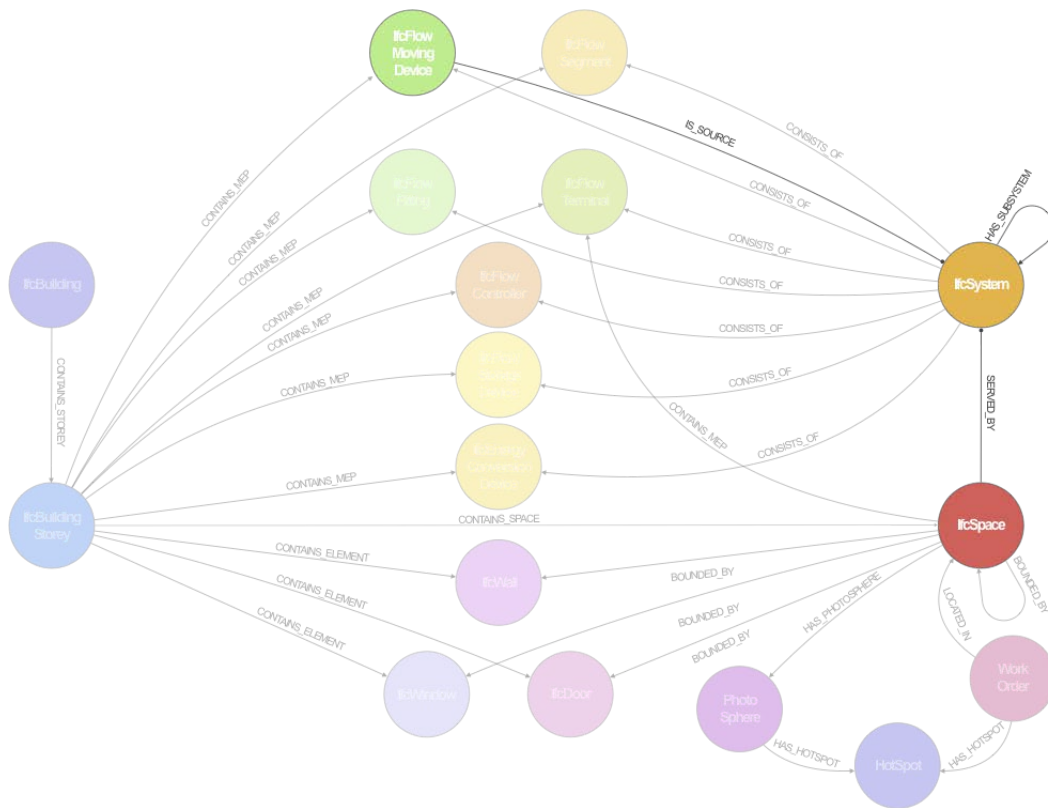 IfcFlow
Moving
Device
IfcFlow
Segment
IS_SOURCE
CONSISTS_OF
CONTAINS_MEP
CONTAINS_MEP
CONTAINS_MEP
IfcFlow
Fitting
IfcFlow
Terminal
CONSISTS_OF
HAS_SUBSYSTEM
CONSISTS_OF
IfcBuilding
CONTAINS_MEP
CONTAINS_MEP
IfcFlow
Controller
CONSISTS_OF
IfcSystem
CONSISTS_OF
CONTAINS_STOREY
CONTAINS_MEP
IfcFlow
Device
CONSISTS_OF
SERVED_BY
CONTAINS_MEP
CONSISTS_OF
IfcEnergy
Conversion
Device
CONTAINS_MEP
IfcBuilding
Storey
CONTAINS_SPACE
IfcSpace
CONTAINS_ELEMENT
IfcWall
BOUNDED_BY
BOUNDED_BY
CONTAINS_ELEMENT
HAS_PHOTOSPHERE
LOCATED_IN
CONTAINS_ELEMENT
BOUNDED_BY
BOUNDED_BY
IfcWindow
IfcDoor
Photo
Sphere
Work
Order
HAS_HOTSPOT
HotSpot
HAS_HOTSPOT